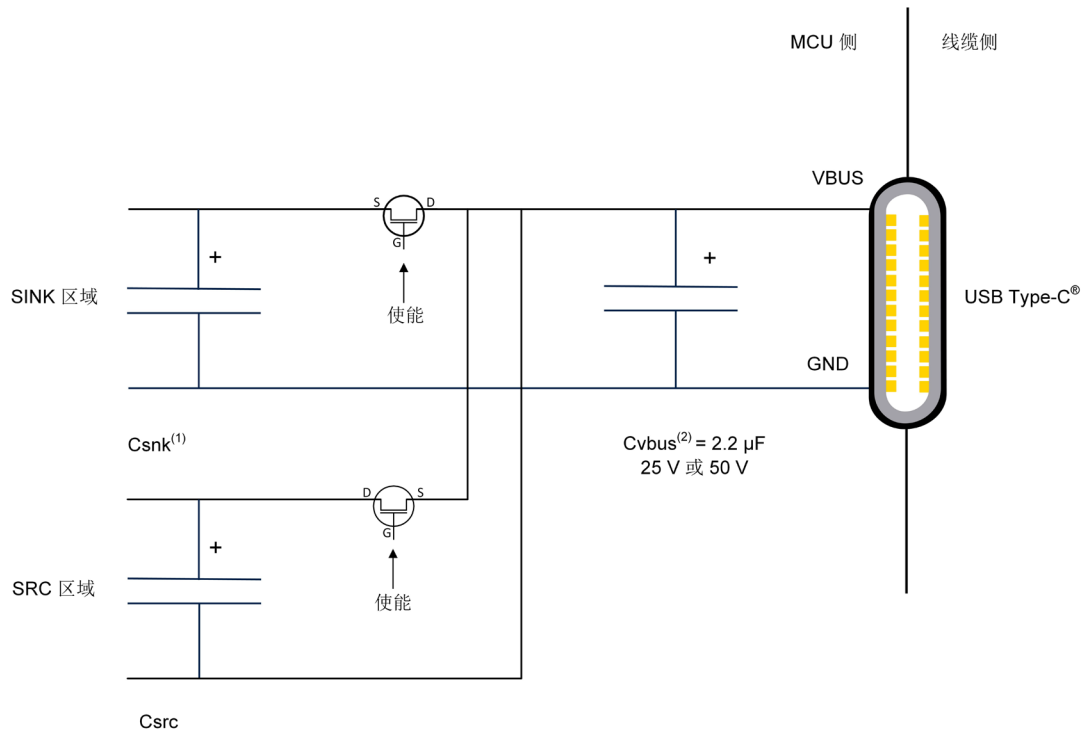 MCU 侧
线缆侧
VBUS
S
D
G
+
+
SINK 区域
使能
USB Type-C®
GND
Csnk(1)
Cvbus(2) = 2.2 µF
25 V 或 50 V
D
S
G
+
SRC 区域
使能
Csrc